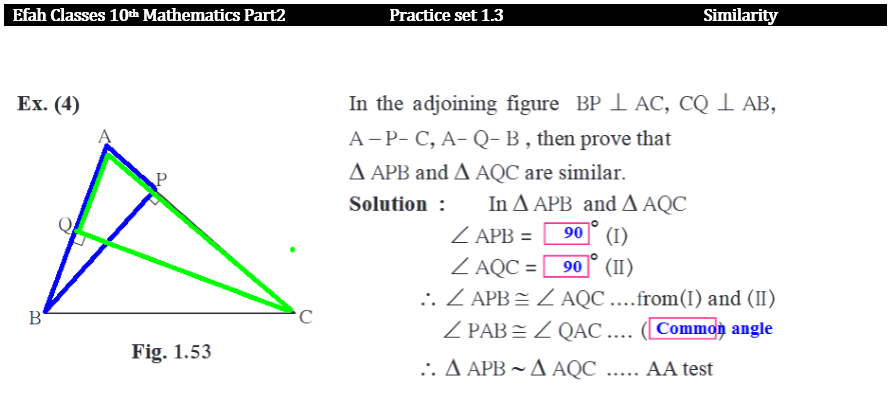 Efah Classes 10th Mathematics Part2 Practice set 1.3 Similarity
Ex. (4)
In the adjoining figure BP ⊥ AC, CQ ⊥ AB,
A – P – C, A – Q – B , then prove that
Δ APB and Δ AQC are similar.
Solution : In Δ APB and Δ AQC
∠ APB = 90 ° (I)
∠ AQC = 90 ° (II)
∴ ∠ APB ≅ ∠ AQC ....from(I) and (II)
∠ PAB ≅ ∠ QAC .... ( Common angle
∴ Δ APB ~ Δ AQC ..... AA test
A
P
Q
B
C
Fig. 1.53